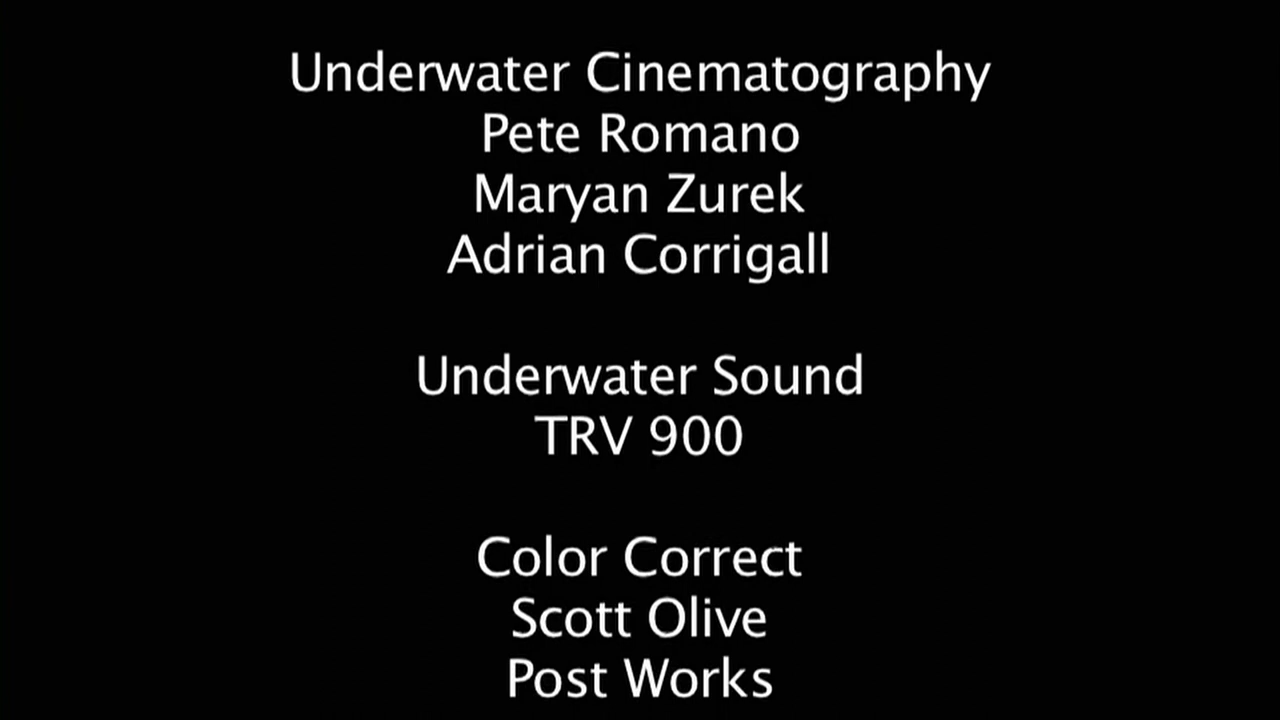 Underwater Cinematography
Pete Romano
Maryan Zurek
Adrian Corrigall
Underwater Sound
TRV 900
Color Correct
Scott Olive
Post Works